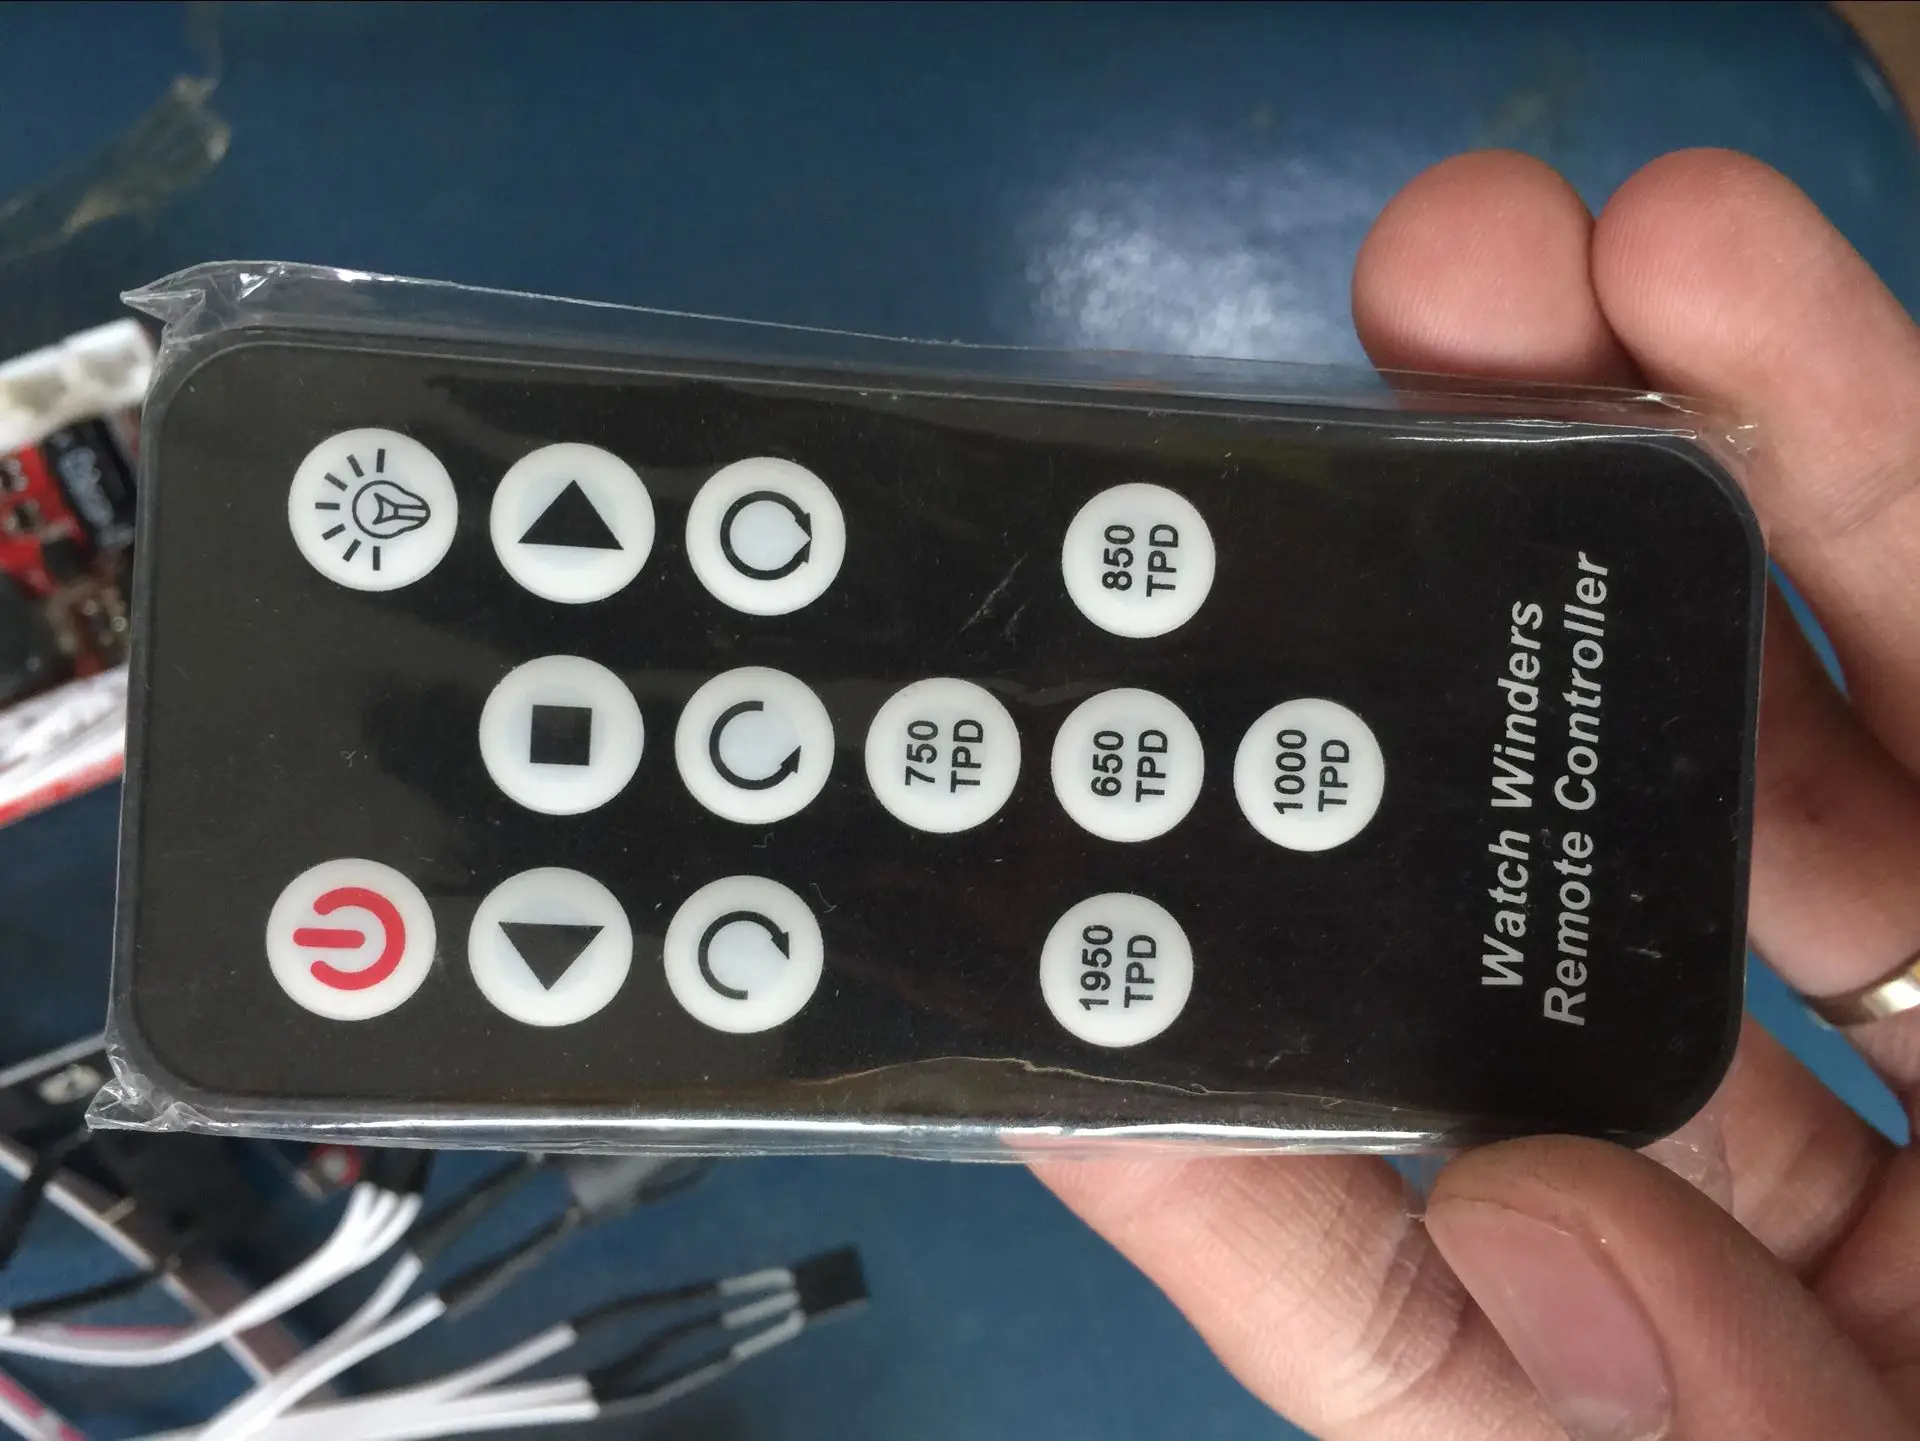 750
TPD
1950
TPD
650
TPD
850
TPD
1000
TPD
Watch Winders
Remote Controller